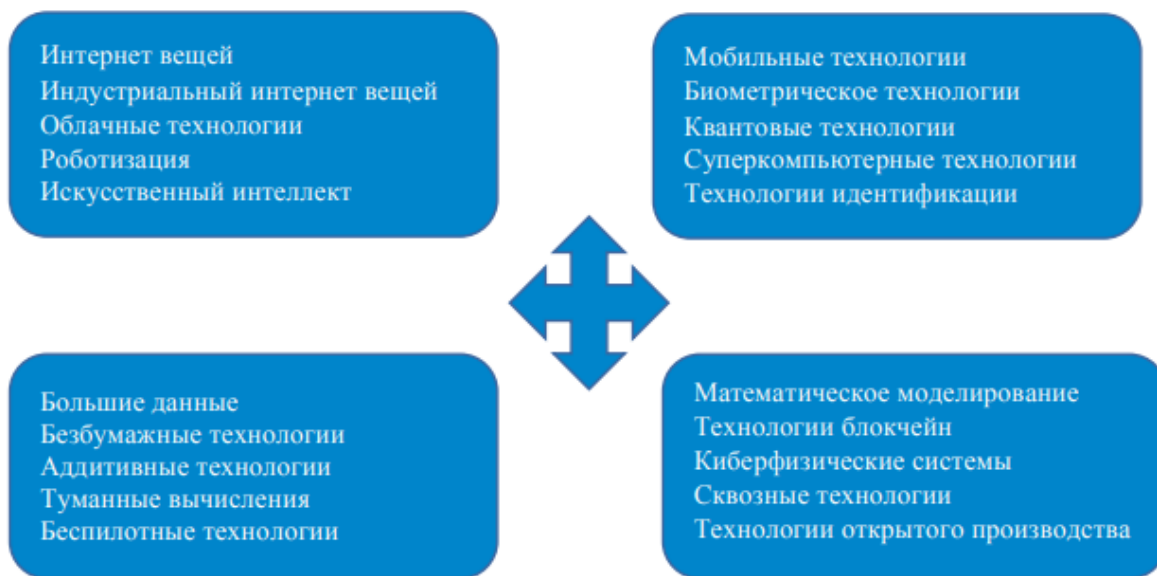 Интернет вещей
Индустриальный интернет вещей
Облачные технологии
Роботизация
Искусственный интеллект
Мобильные технологии
Биометрическое технологии
Квантовые технологии
Суперкомпьютерные технологии
Технологии идентификации
Большие данные
Безбумажные технологии
Аддитивные технологии
Туманные вычисления
Беспилотные технологии
Математическое моделирование
Технологии блокчейн
Киберфизические системы
Сквозные технологии
Технологии открытого производства